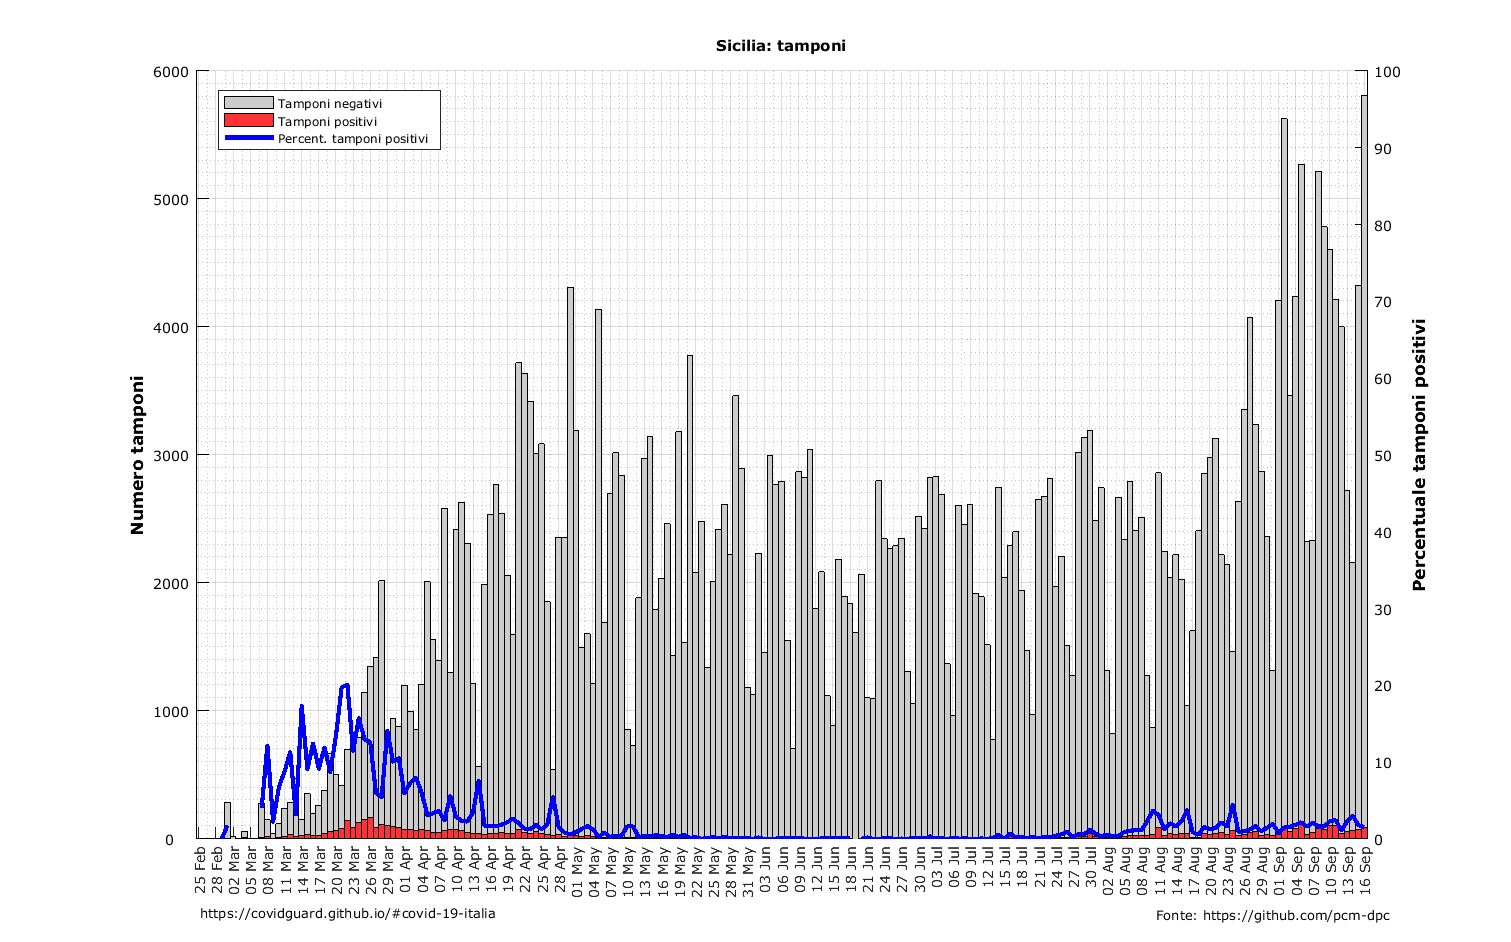 Sicilia: tamponi
Tamponi negativi
Tamponi positivi
Percent. tamponi positivi
Numero tamponi
6000
5000
4000
3000
2000
1000
0
Percentuale tamponi positivi
100
90
80
70
60
50
40
30
20
10
0
25 Feb
28 Feb
02 Mar
05 Mar
08 Mar
11 Mar
14 Mar
17 Mar
20 Mar
23 Mar
26 Mar
29 Mar
01 Apr
04 Apr
07 Apr
10 Apr
13 Apr
16 Apr
19 Apr
22 Apr
25 Apr
28 Apr
01 May
04 May
07 May
10 May
13 May
16 May
19 May
22 May
25 May
28 May
31 May
03 Jun
06 Jun
09 Jun
12 Jun
15 Jun
18 Jun
21 Jun
24 Jun
27 Jun
30 Jun
03 Jul
06 Jul
09 Jul
12 Jul
15 Jul
18 Jul
21 Jul
24 Jul
27 Jul
30 Jul
02 Aug
05 Aug
08 Aug
11 Aug
14 Aug
17 Aug
20 Aug
23 Aug
26 Aug
29 Aug
01 Sep
04 Sep
07 Sep
10 Sep
13 Sep
16 Sep
https://covidguard.github.io/#covid-19-italia
Fonte: https://github.com/pcm-dpc